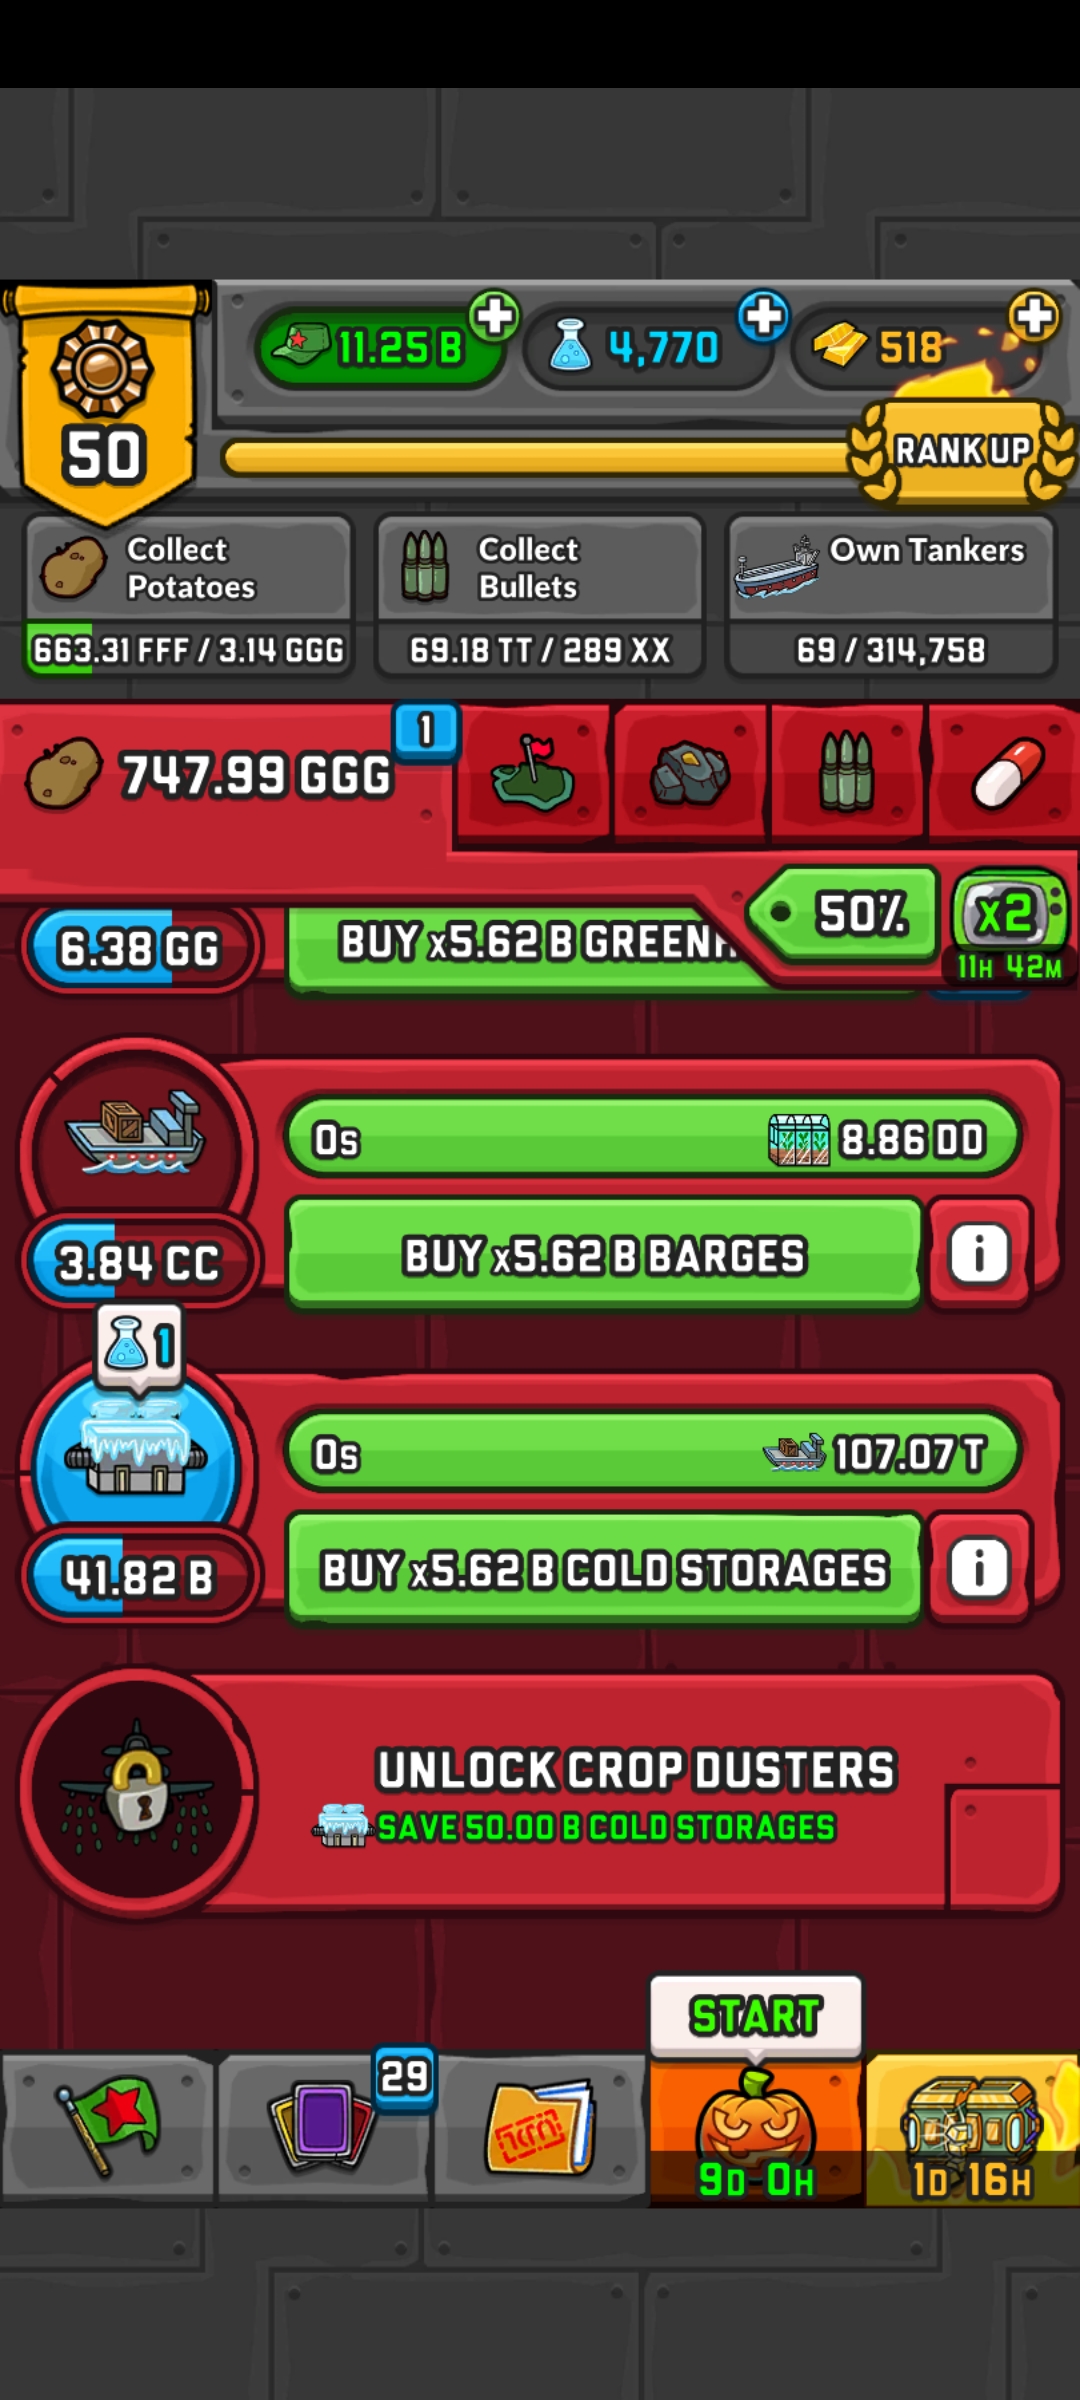 11.25 B
4,770
518
50
RANK UP
Collect
Potatoes
663.31 FFF / 3.14 GGG
Collect
Bullets
69.18 TT / 289 XX
Own Tankers
69 / 314,758
747.99 GGG
1
50%
x2
11H 42M
6.38 GG
BUY x5.62 B GREENH
0s
8.86 DD
3.84 CC
BUY x5.62 B BARGES
i
1
0s
107.07 T
41.82 B
BUY x5.62 B COLD STORAGES
i
UNLOCK CROP DUSTERS
SAVE 50.00 B COLD STORAGES
START
29
9D 0H
1D 16H